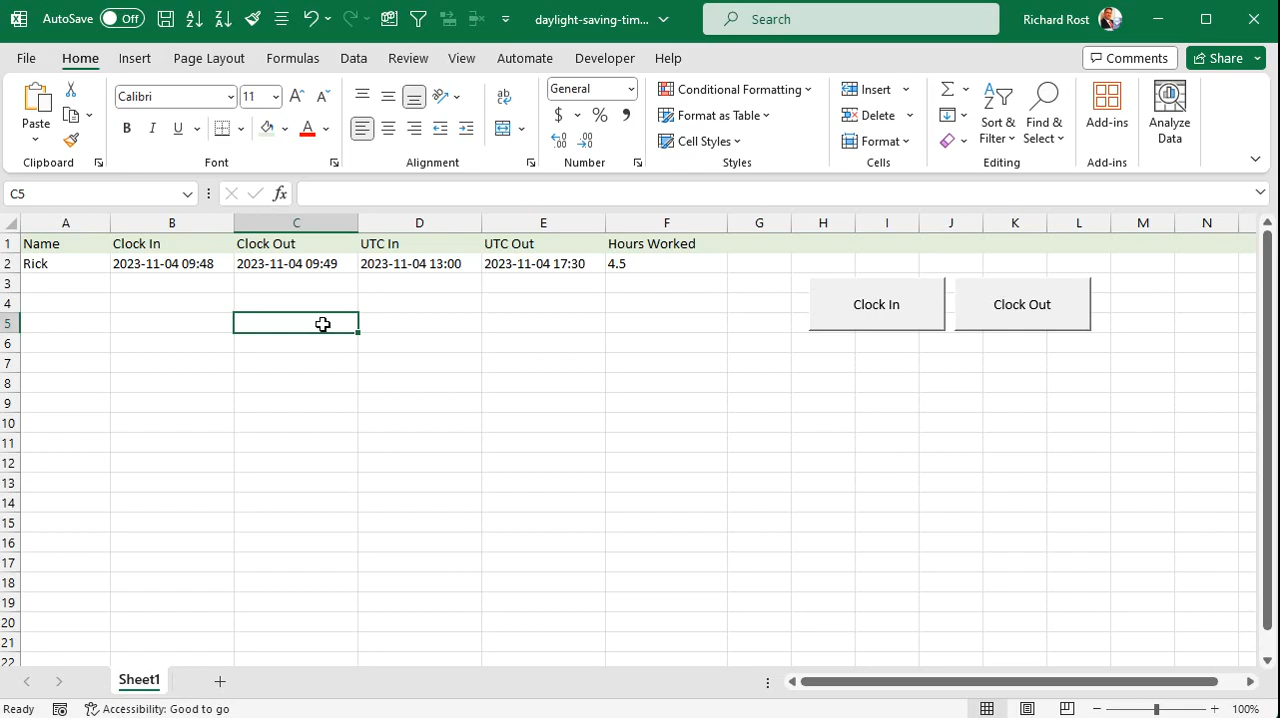 AutoSave Off daylight-saving-tim... Search Richard Rost
File Home Insert Page Layout Formulas Data Review View Automate Developer Help Comments Share
Paste Calibri 11 General Conditional Formatting Insert
B I U $ % Format as Table Delete Sort & Filter Find & Select Add-ins Analyze Data
Cell Styles Format
Clipboard Font Alignment Number Styles Cells Editing Add-ins
C5 fx
A B C D E F G H I J K L M N
1 Name Clock In Clock Out UTC In UTC Out Hours Worked
2 Rick 2023-11-04 09:48 2023-11-04 09:49 2023-11-04 13:00 2023-11-04 17:30 4.5
3
4 Clock In Clock Out
5
6
7
8
9
10
11
12
13
14
15
16
17
18
19
20
21
22
Sheet1
Ready Accessibility: Good to go 100%